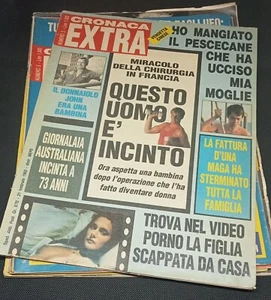 CRONACA
EXTRA
HO MANGIATO
IL PESCECANE
CHE HA
UCCISO
MIA
MOGLIE
IL DONNAIOLO
JOHN
ERA UNA
BAMBINA
MIRACOLO
DELLA CHIRURGIA
IN FRANCIA
QUESTO
UOMO
E'
INCINTO
Ora aspetta una bambina
dopo l'operazione che l'ha
fatto diventare donna
GIORNALAIA
AUSTRALIANA
INCINTA A
73 ANNI
LA FATTURA
D'UNA
MAGA HA
STERMINATO
TUTTA LA
FAMIGLIA
TROVA NEL VIDEO
PORNO LA FIGLIA
SCAPPATA DA CASA